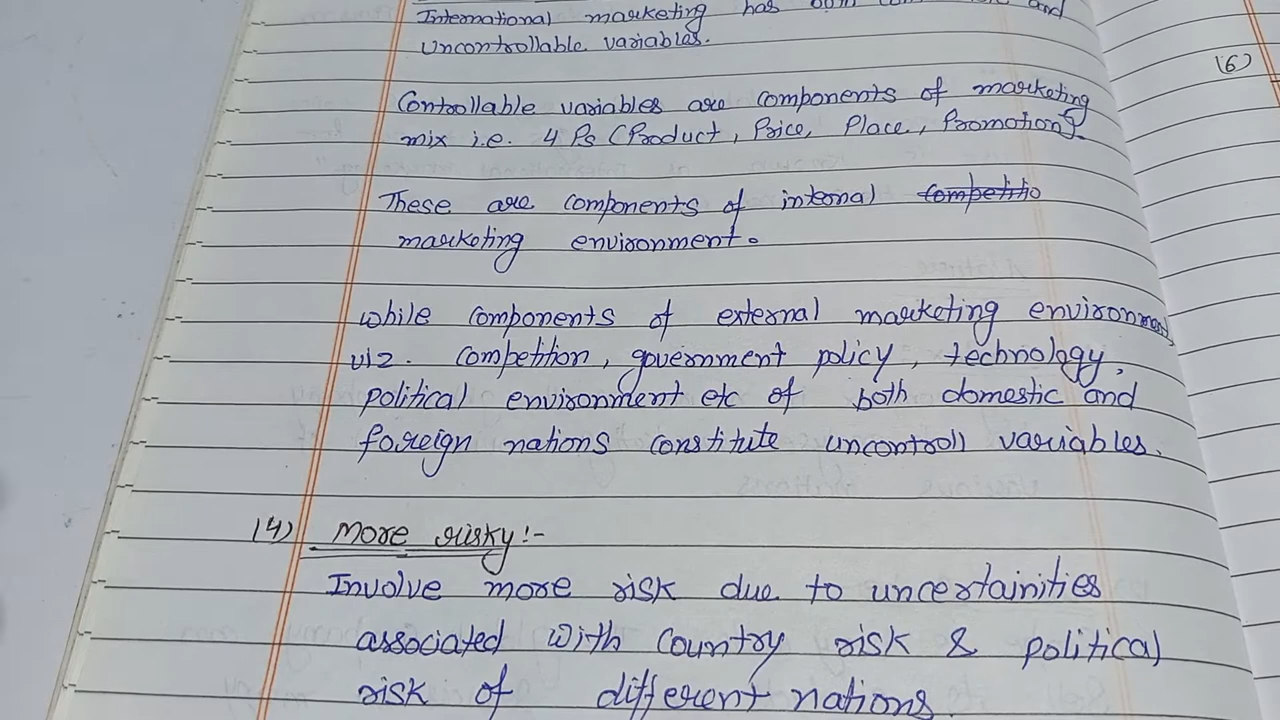 International marketing has both and
Uncontrollable variables.
(6)
Controllable variables are components of marketing
mix i.e. 4 Ps (Product, Price, Place, Promotion).
These are components of internal competitio
marketing environment.
while components of external marketing environment
viz. competition, government policy, technology,
political environment etc of both domestic and
foreign nations constitute uncontroll variables.
(4) More risky:-
Involve more risk due to uncertainities
associated with country risk & political
risk of different nations.